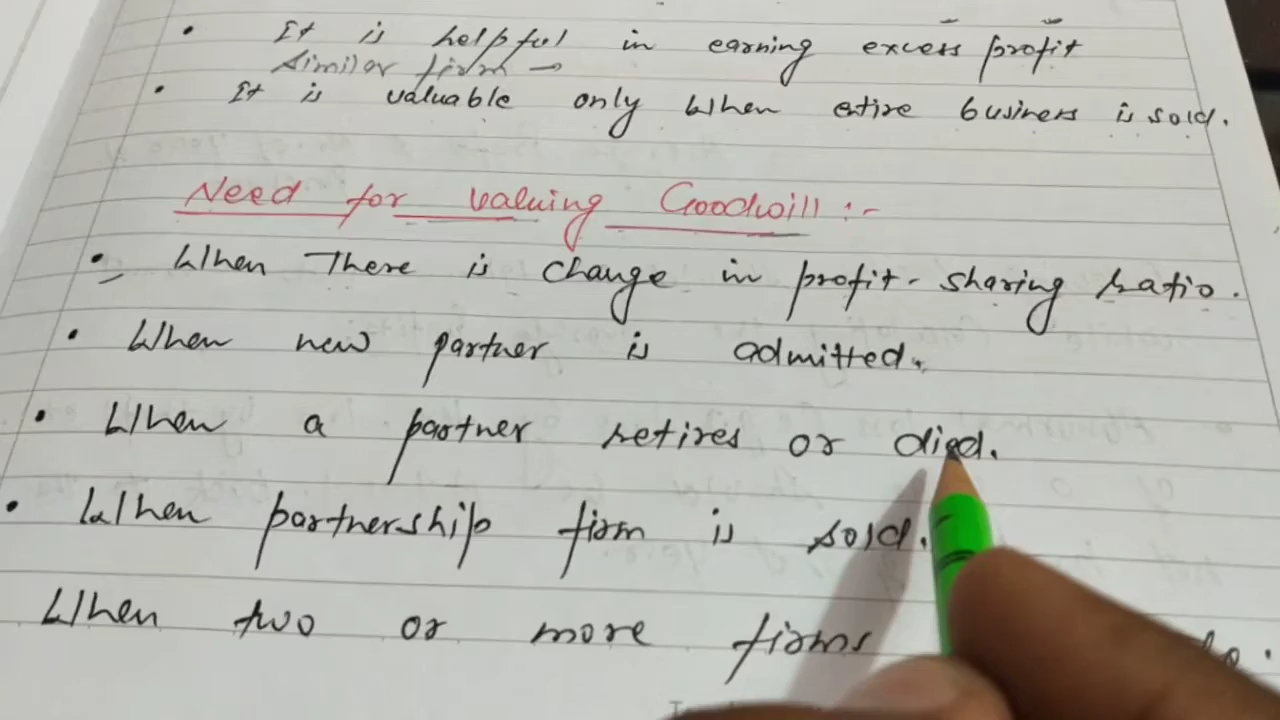 • It is helpful in earning excess profit
similar firm →
• It is valuable only when entire business is sold.
Need for valuing Goodwill :-
• When There is change in profit-sharing ratio.
• When new partner is admitted.
• When a partner retires or died.
• When partnership firm is sold.
When two or more firms